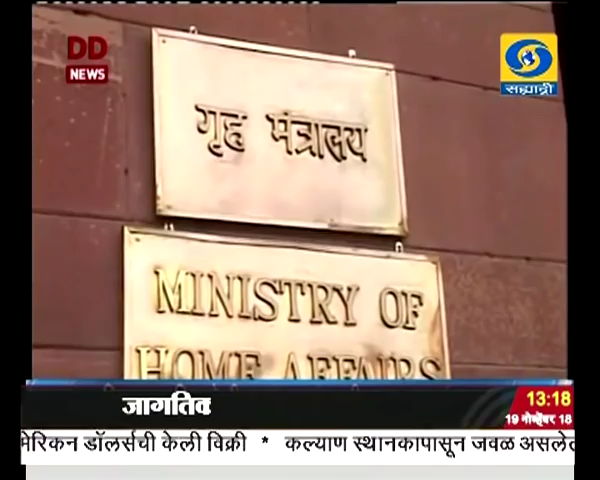 DD
NEWS
सह्याद्री
गृह मंत्रालय
MINISTRY OF
HOME AFFAIRS
जागतिक
13:18
19 नोव्हेंबर 18
मेरिकन डॉलर्सची केली विक्री * कल्याण स्थानकापासून जवळ असलेल